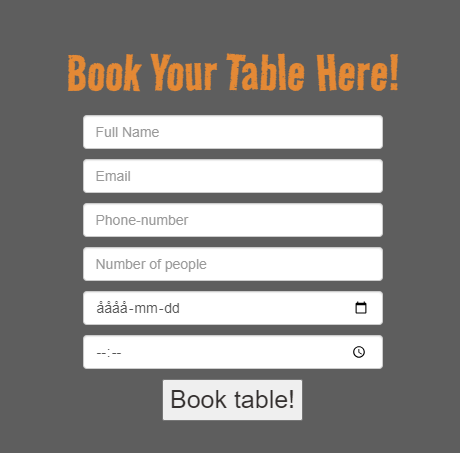 Book Your Table Here!
Full Name
Email
Phone-number
Number of people
åååå-mm-dd
--:--
Book table!